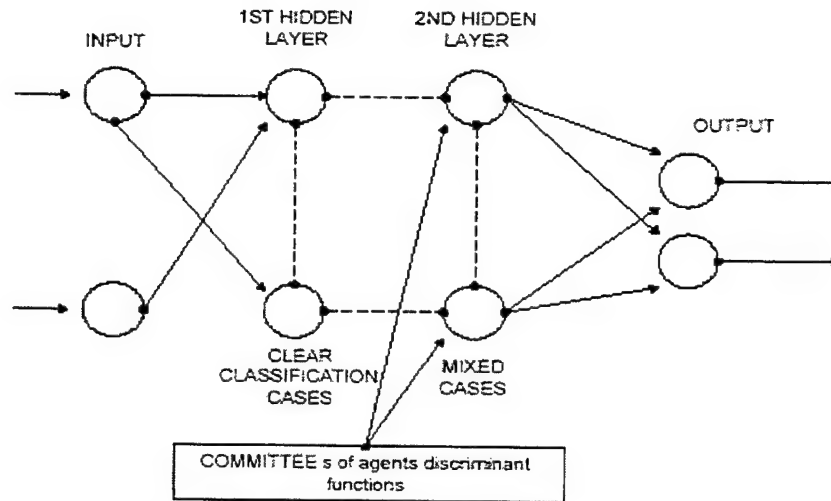 1ST HIDDEN
LAYER
2ND HIDDEN
LAYER
INPUT
OUTPUT
CLEAR
CLASSIFICATION
CASES
MIXED
CASES
COMMITTEE s of agents discriminant
functions